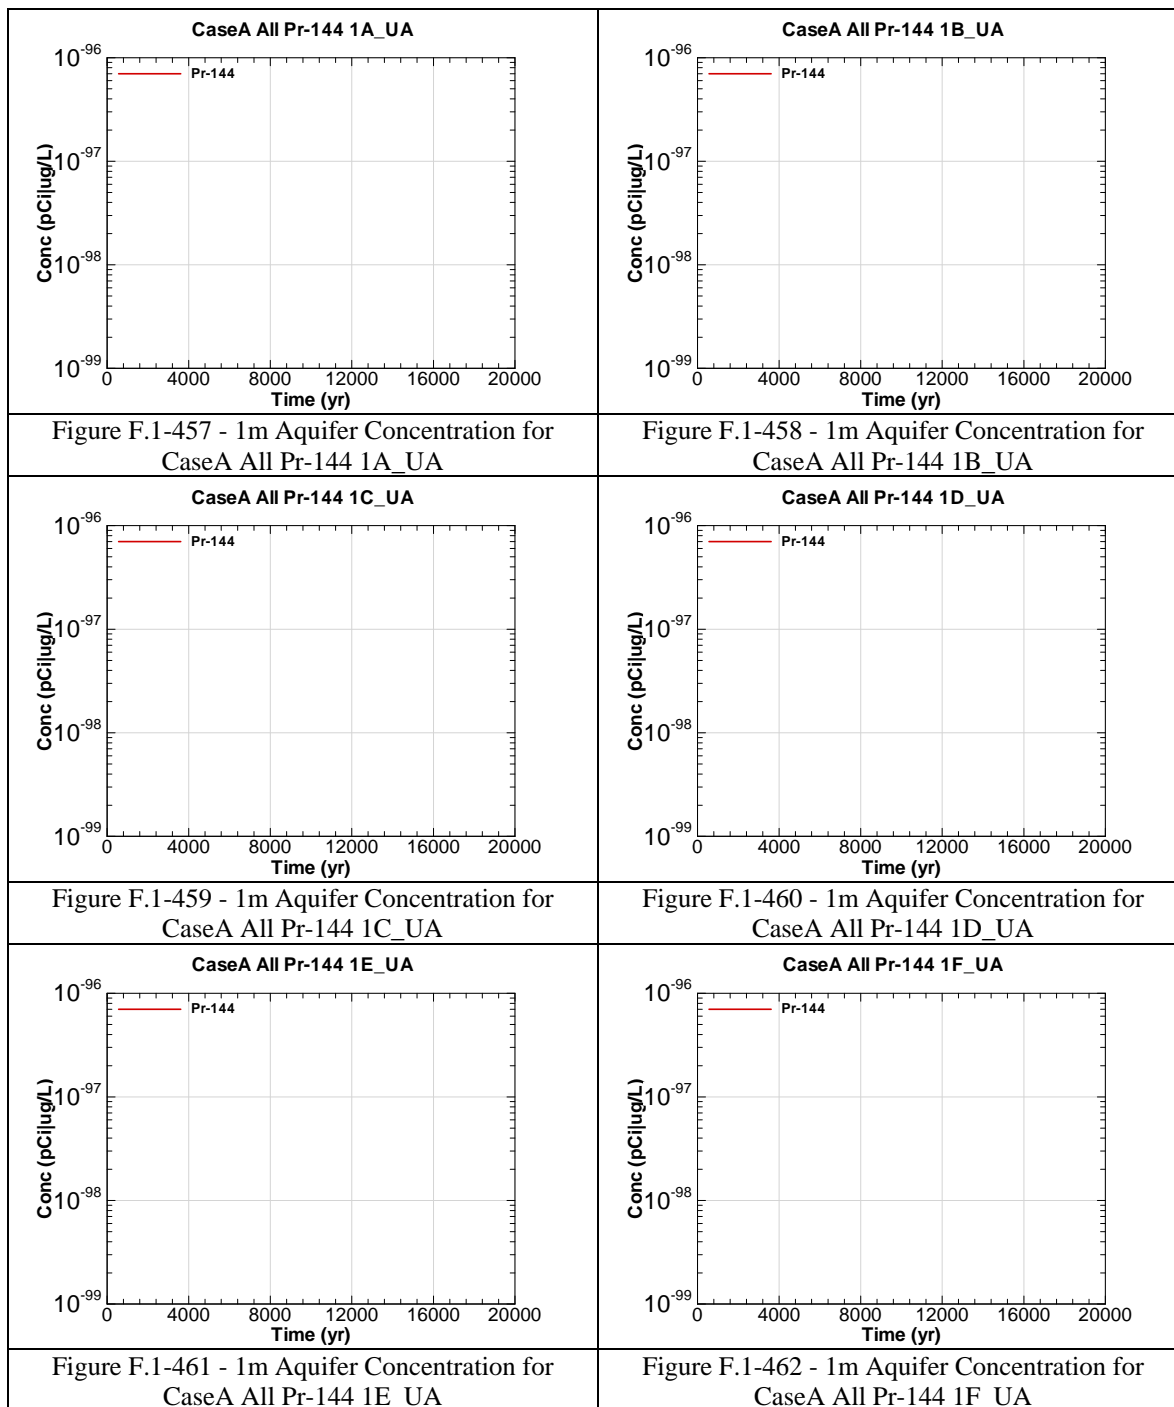 CaseA All Pr-144 1A_UA
Pr-144
10^-96
10^-97
10^-98
10^-99
Conc (pCi|ug/L)
0 4000 8000 12000 16000 20000
Time (yr)
Figure F.1-457 - 1m Aquifer Concentration for
CaseA All Pr-144 1A_UA
CaseA All Pr-144 1B_UA
Pr-144
10^-96
10^-97
10^-98
10^-99
Conc (pCi|ug/L)
0 4000 8000 12000 16000 20000
Time (yr)
Figure F.1-458 - 1m Aquifer Concentration for
CaseA All Pr-144 1B_UA
CaseA All Pr-144 1C_UA
Pr-144
10^-96
10^-97
10^-98
10^-99
Conc (pCi|ug/L)
0 4000 8000 12000 16000 20000
Time (yr)
Figure F.1-459 - 1m Aquifer Concentration for
CaseA All Pr-144 1C_UA
CaseA All Pr-144 1D_UA
Pr-144
10^-96
10^-97
10^-98
10^-99
Conc (pCi|ug/L)
0 4000 8000 12000 16000 20000
Time (yr)
Figure F.1-460 - 1m Aquifer Concentration for
CaseA All Pr-144 1D_UA
CaseA All Pr-144 1E_UA
Pr-144
10^-96
10^-97
10^-98
10^-99
Conc (pCi|ug/L)
0 4000 8000 12000 16000 20000
Time (yr)
Figure F.1-461 - 1m Aquifer Concentration for
CaseA All Pr-144 1E_UA
CaseA All Pr-144 1F_UA
Pr-144
10^-96
10^-97
10^-98
10^-99
Conc (pCi|ug/L)
0 4000 8000 12000 16000 20000
Time (yr)
Figure F.1-462 - 1m Aquifer Concentration for
CaseA All Pr-144 1F_UA